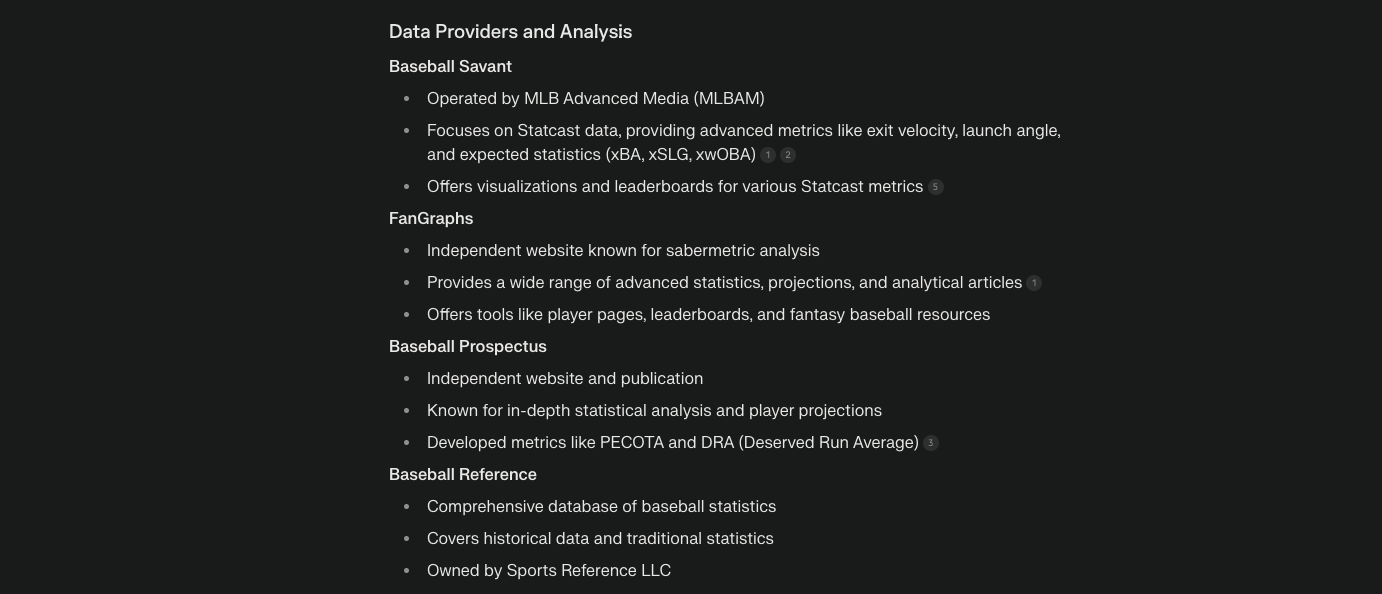 Data Providers and Analysis
Baseball Savant
• Operated by MLB Advanced Media (MLBAM)
• Focuses on Statcast data, providing advanced metrics like exit velocity, launch angle,
and expected statistics (xBA, xSLG, xwOBA) 1 2
• Offers visualizations and leaderboards for various Statcast metrics 5
FanGraphs
• Independent website known for sabermetric analysis
• Provides a wide range of advanced statistics, projections, and analytical articles 1
• Offers tools like player pages, leaderboards, and fantasy baseball resources
Baseball Prospectus
• Independent website and publication
• Known for in-depth statistical analysis and player projections
• Developed metrics like PECOTA and DRA (Deserved Run Average) 3
Baseball Reference
• Comprehensive database of baseball statistics
• Covers historical data and traditional statistics
• Owned by Sports Reference LLC